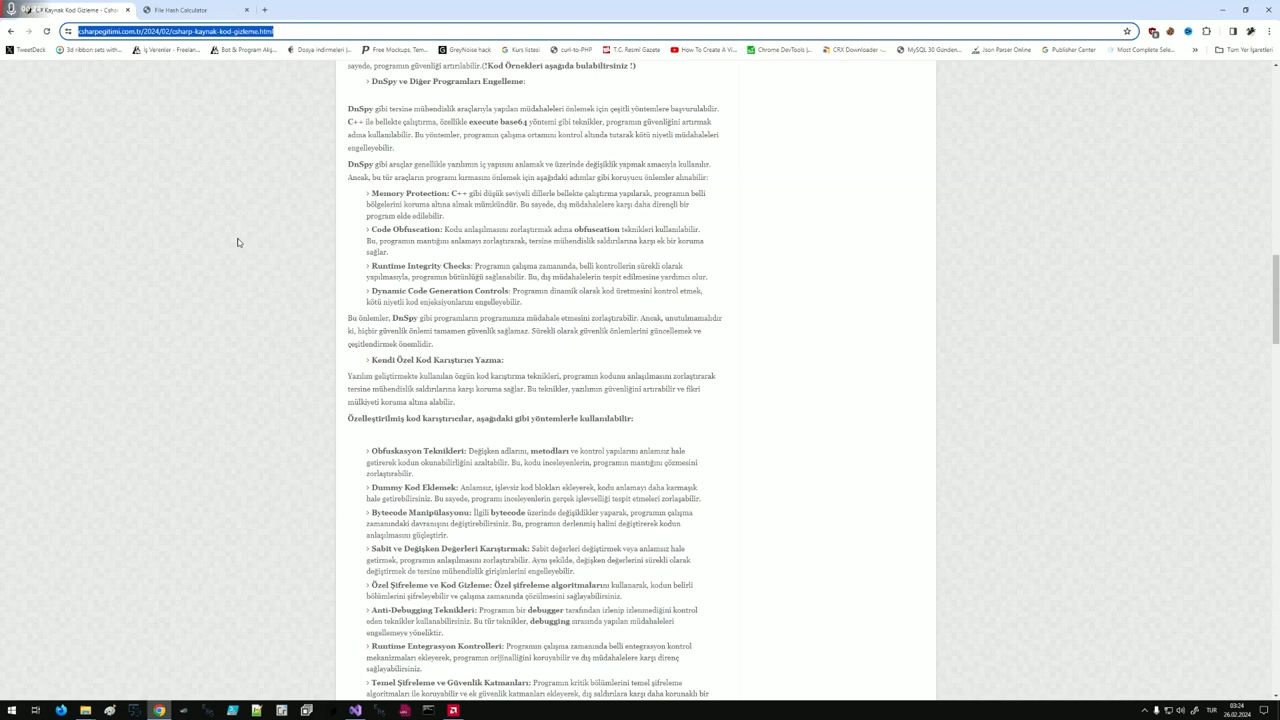 C# Kaynak Kod Gizleme - Cshar
File Hash Calculator
csharpegitimi.com.tr/2024/02/csharp-kaynak-kod-gizleme.html
TweetDeck
3d ribbon sets with...
İş Verenler - Freelan...
Bot & Program Alış...
Dosya indirmeleri |...
Free Mockups, Tem...
GreyNoise hack
Kurs listesi
curl-to-PHP
T.C. Resmî Gazete
How To Create A Vi...
Chrome DevTools |...
CRX Downloader -...
MySQL 30 Günden...
Json Parser Online
Publisher Center
Most Complete Sele...
Tüm Yer İşaretleri
sayede, programın güvenliği artırılabilir.(!Kod Örnekleri aşağıda bulabilirsiniz !)
> DnSpy ve Diğer Programları Engelleme:
DnSpy gibi tersine mühendislik araçlarıyla yapılan müdahaleleri önlemek için çeşitli yöntemlere başvurulabilir.
C++ ile bellekte çalıştırma, özellikle execute base64 yöntemi gibi teknikler, programın güvenliğini artırmak
adına kullanılabilir. Bu yöntemler, programın çalışma ortamını kontrol altında tutarak kötü niyetli müdahaleleri
engelleyebilir.
DnSpy gibi araçlar genellikle yazılımın iç yapısını anlamak ve üzerinde değişiklik yapmak amacıyla kullanılır.
Ancak, bu tür araçların programı kırmasını önlemek için aşağıdaki adımlar gibi koruyucu önlemler alınabilir:
> Memory Protection: C++ gibi düşük seviyeli dillerle bellekte çalıştırma yapılarak, programın belli
bölgelerini koruma altına almak mümkündür. Bu sayede, dış müdahalelere karşı daha dirençli bir
program elde edilebilir.
> Code Obfuscation: Kodu anlaşılmasını zorlaştırmak adına obfuscation teknikleri kullanılabilir.
Bu, programın mantığını anlamayı zorlaştırarak, tersine mühendislik saldırılarına karşı ek bir koruma
sağlar.
> Runtime Integrity Checks: Programın çalışma zamanında, belli kontrollerin sürekli olarak
yapılmasıyla, programın bütünlüğü sağlanabilir. Bu, dış müdahalelerin tespit edilmesine yardımcı olur.
> Dynamic Code Generation Controls: Programın dinamik olarak kod üretmesini kontrol etmek,
kötü niyetli kod enjeksiyonlarını engelleyebilir.
Bu önlemler, DnSpy gibi programların programınıza müdahale etmesini zorlaştırabilir. Ancak, unutulmamalıdır
ki, hiçbir güvenlik önlemi tamamen güvenlik sağlamaz. Sürekli olarak güvenlik önlemlerini güncellemek ve
çeşitlendirmek önemlidir.
> Kendi Özel Kod Karıştırıcı Yazma:
Yazılım geliştirmekte kullanılan özgün kod karıştırma teknikleri, programın kodunu anlaşılmasını zorlaştırarak
tersine mühendislik saldırılarına karşı koruma sağlar. Bu teknikler, yazılımın güvenliğini artırabilir ve fikri
mülkiyeti koruma altına alabilir.
Özelleştirilmiş kod karıştırıcılar, aşağıdaki gibi yöntemlerle kullanılabilir:
> Obfuskasyon Teknikleri: Değişken adlarını, metodları ve kontrol yapılarını anlamsız hale
getirerek kodun okunabilirliğini azaltabilir. Bu, kodu inceleyenlerin, programın mantığını çözmesini
zorlaştırabilir.
> Dummy Kod Eklemek: Anlamsız, işlevsiz kod blokları ekleyerek, kodu anlamayı daha karmaşık
hale getirebilirsiniz. Bu sayede, programı inceleyenlerin gerçek işlevselliği tespit etmeleri zorlaşabilir.
> Bytecode Manipülasyonu: İlgili bytecode üzerinde değişiklikler yaparak, programın çalışma
zamanındaki davranışını değiştirebilirsiniz. Bu, programın derlenmiş halini değiştirerek kodun
anlaşılmasını güçleştirir.
> Sabit ve Değişken Değerleri Karıştırmak: Sabit değerleri değiştirmek veya anlamsız hale
getirmek, programın anlaşılmasını zorlaştırabilir. Aynı şekilde, değişken değerlerini sürekli olarak
değiştirmek de tersine mühendislik girişimlerini engelleyebilir.
> Özel Şifreleme ve Kod Gizleme: Özel şifreleme algoritmalarını kullanarak, kodun belirli
bölümlerini şifreleyebilir ve çalışma zamanında çözülmesini sağlayabilirsiniz.
> Anti-Debugging Teknikleri: Programın bir debugger tarafından izlenip izlenmediğini kontrol
eden teknikler kullanabilirsiniz. Bu tür teknikler, debugging sırasında yapılan müdahaleleri
engellemeye yöneliktir.
> Runtime Entegrasyon Kontrolleri: Programın çalışma zamanında belli entegrasyon kontrol
mekanizmaları ekleyerek, programın orijinalliğini koruyabilir ve dış müdahalelere karşı direnç
sağlayabilirsiniz.
> Temel Şifreleme ve Güvenlik Katmanları: Programın kritik bölümlerini temel şifreleme
algoritmaları ile koruyabilir ve ek güvenlik katmanları ekleyerek, dış saldırılara karşı daha korunaklı bir
TUR
03:24
26.02.2024